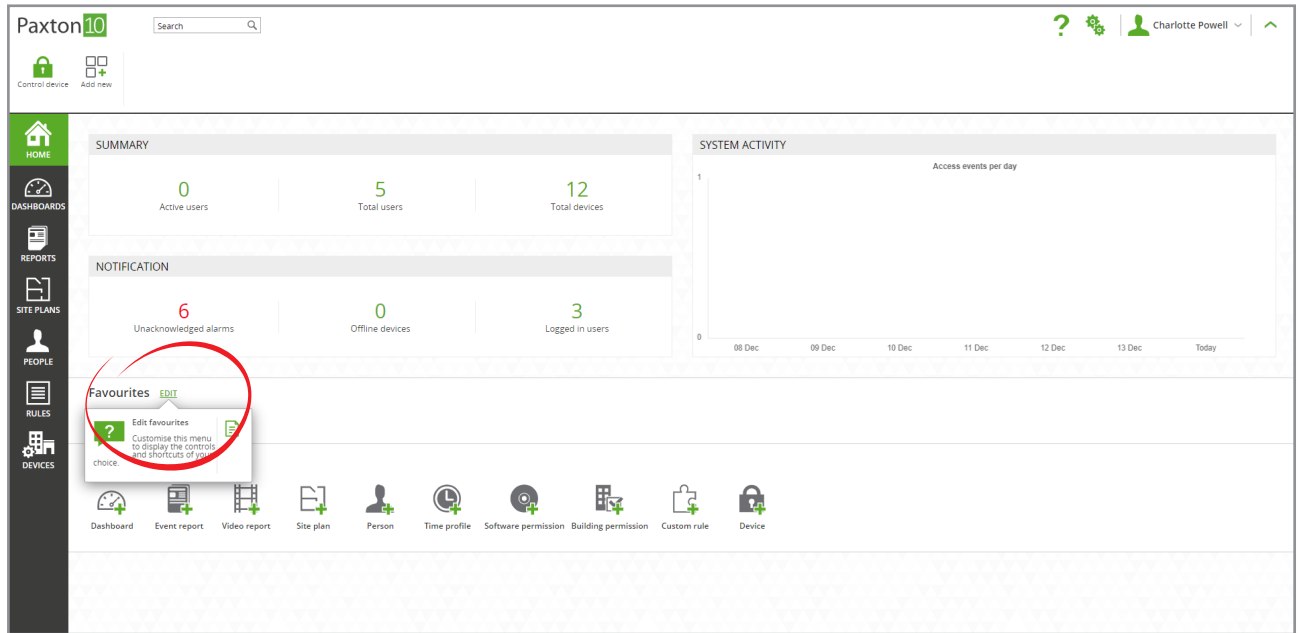 Paxton10
Search
Charlotte Powell
Control device
Add new
HOME
DASHBOARDS
REPORTS
SITE PLANS
PEOPLE
RULES
DEVICES
SUMMARY
0
Active users
5
Total users
12
Total devices
NOTIFICATION
6
Unacknowledged alarms
0
Offline devices
3
Logged in users
SYSTEM ACTIVITY
Access events per day
1
0
08 Dec
09 Dec
10 Dec
11 Dec
12 Dec
13 Dec
Today
Favourites EDIT
Edit favourites
Customise this menu
to display the controls
and shortcuts of your
choice.
Dashboard
Event report
Video report
Site plan
Person
Time profile
Software permission
Building permission
Custom rule
Device